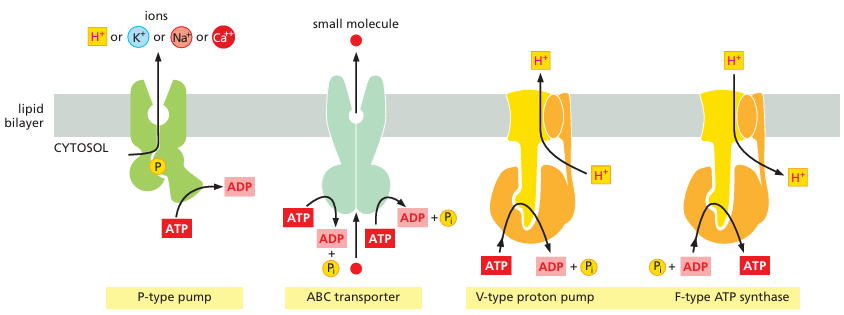 ions
H+ or K+ or Na+ or Ca++
small molecule
H+
H+
lipid
bilayer
CYTOSOL
P
H+
H+
ADP
ATP
ATP
ADP + Pi
ADP
+
Pi
ATP
ATP
ADP + Pi
Pi + ADP
ATP
P-type pump
ABC transporter
V-type proton pump
F-type ATP synthase